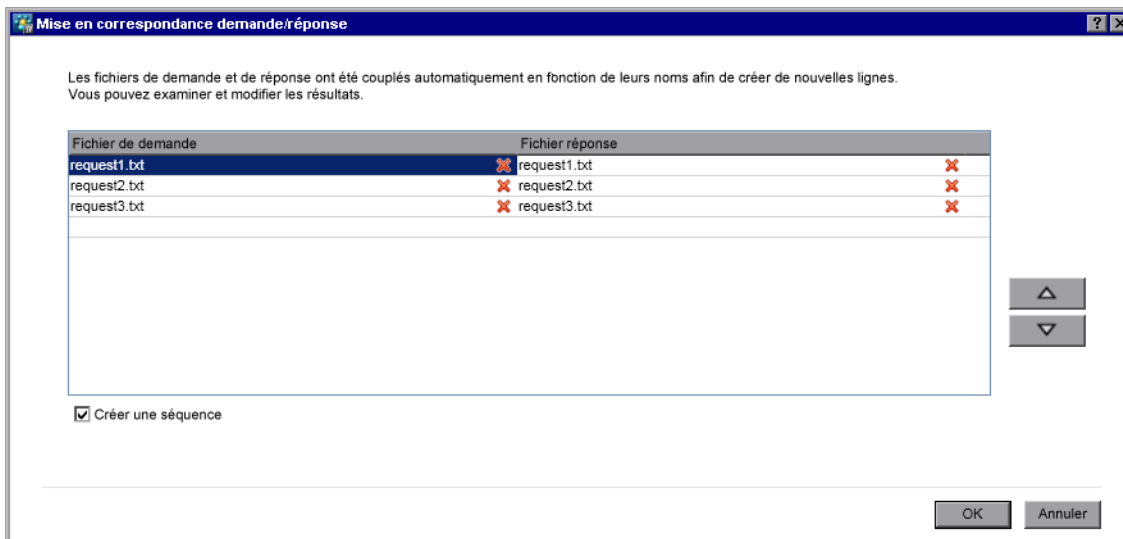 Mise en correspondance demande/réponse
Les fichiers de demande et de réponse ont été couplés automatiquement en fonction de leurs noms afin de créer de nouvelles lignes.
Vous pouvez examiner et modifier les résultats.
Fichier de demande Fichier réponse
request1.txt request1.txt
request2.txt request2.txt
request3.txt request3.txt
Créer une séquence
OK Annuler